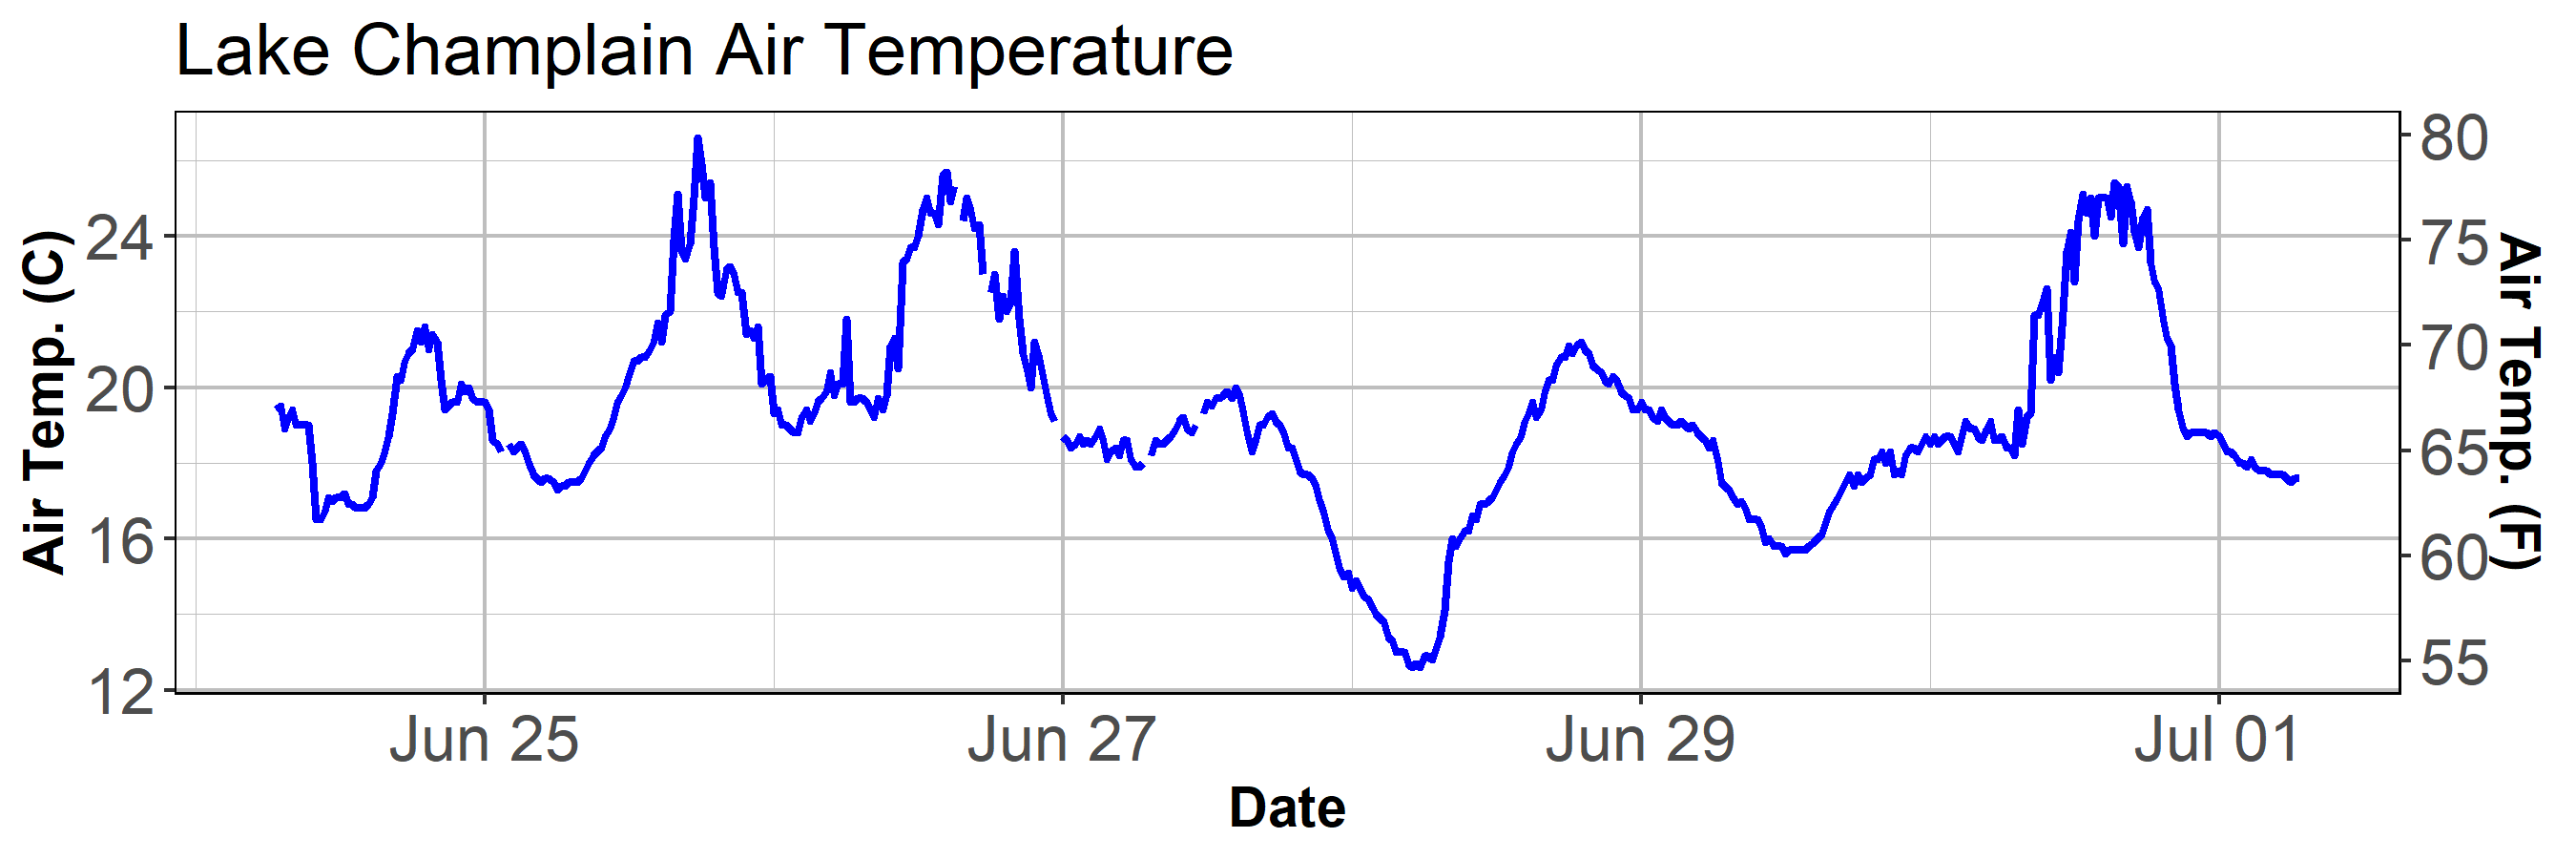 Lake Champlain Air Temperature
Air Temp. (C)
24
20
16
12
80
75
70
65
60
55
Air Temp. (F)
Jun 25 Jun 27 Jun 29 Jul 01
Date